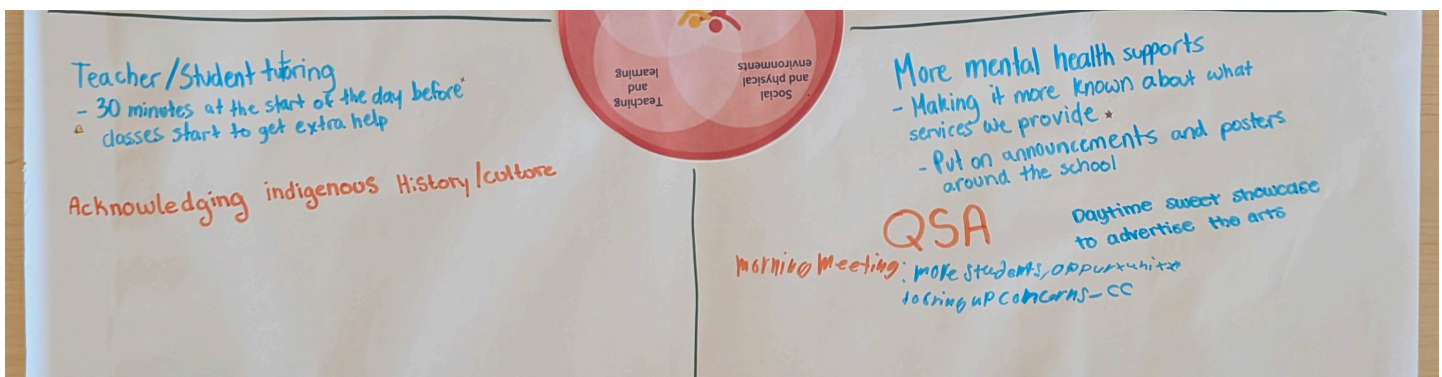 Teacher/Student tutoring
- 30 minutes at the start of the day before
classes start to get extra help
Acknowledging indigenous History/culture
Teaching
and
learning
Social
and physical
environments
More mental health supports
- Making it more known about what
services we provide
- Put on announcements and posters
around the school
QSA
Daytime sweet showcase
to advertise the arts
morning meeting: more students, oppurtunity
to bring up concerns - CC